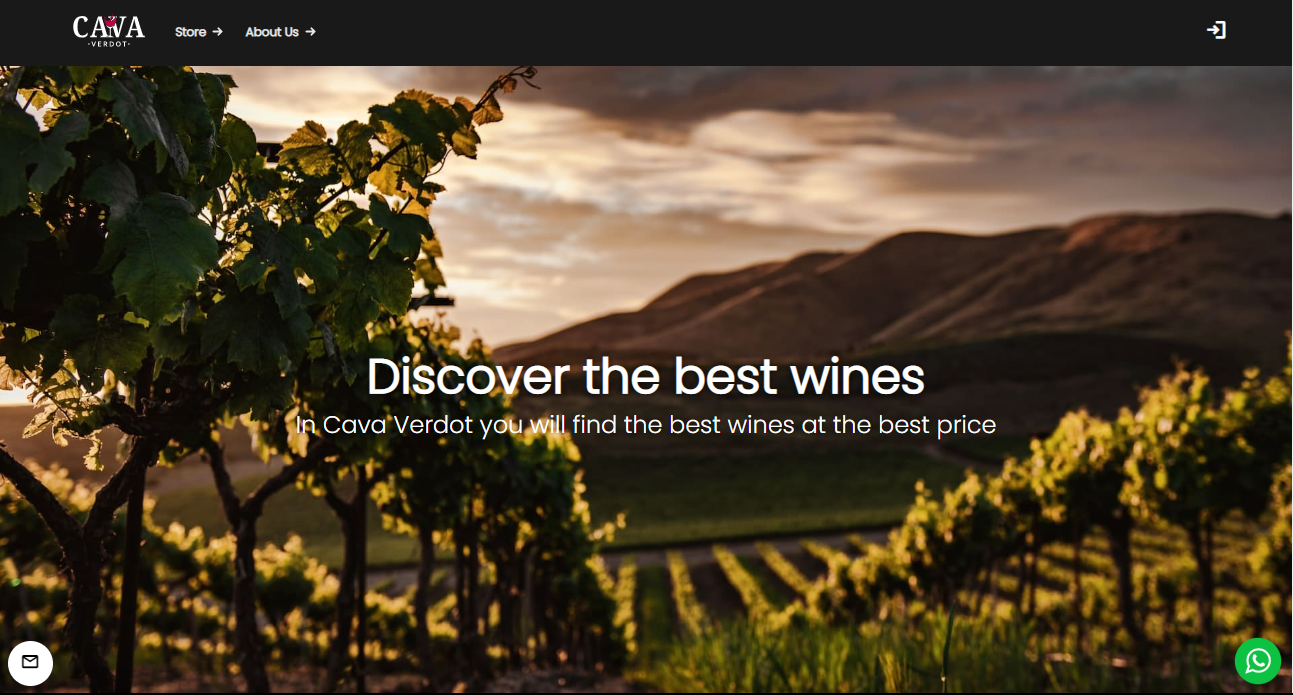 CAVA
·VERDOT·
Store
About Us
Discover the best wines
In Cava Verdot you will find the best wines at the best price